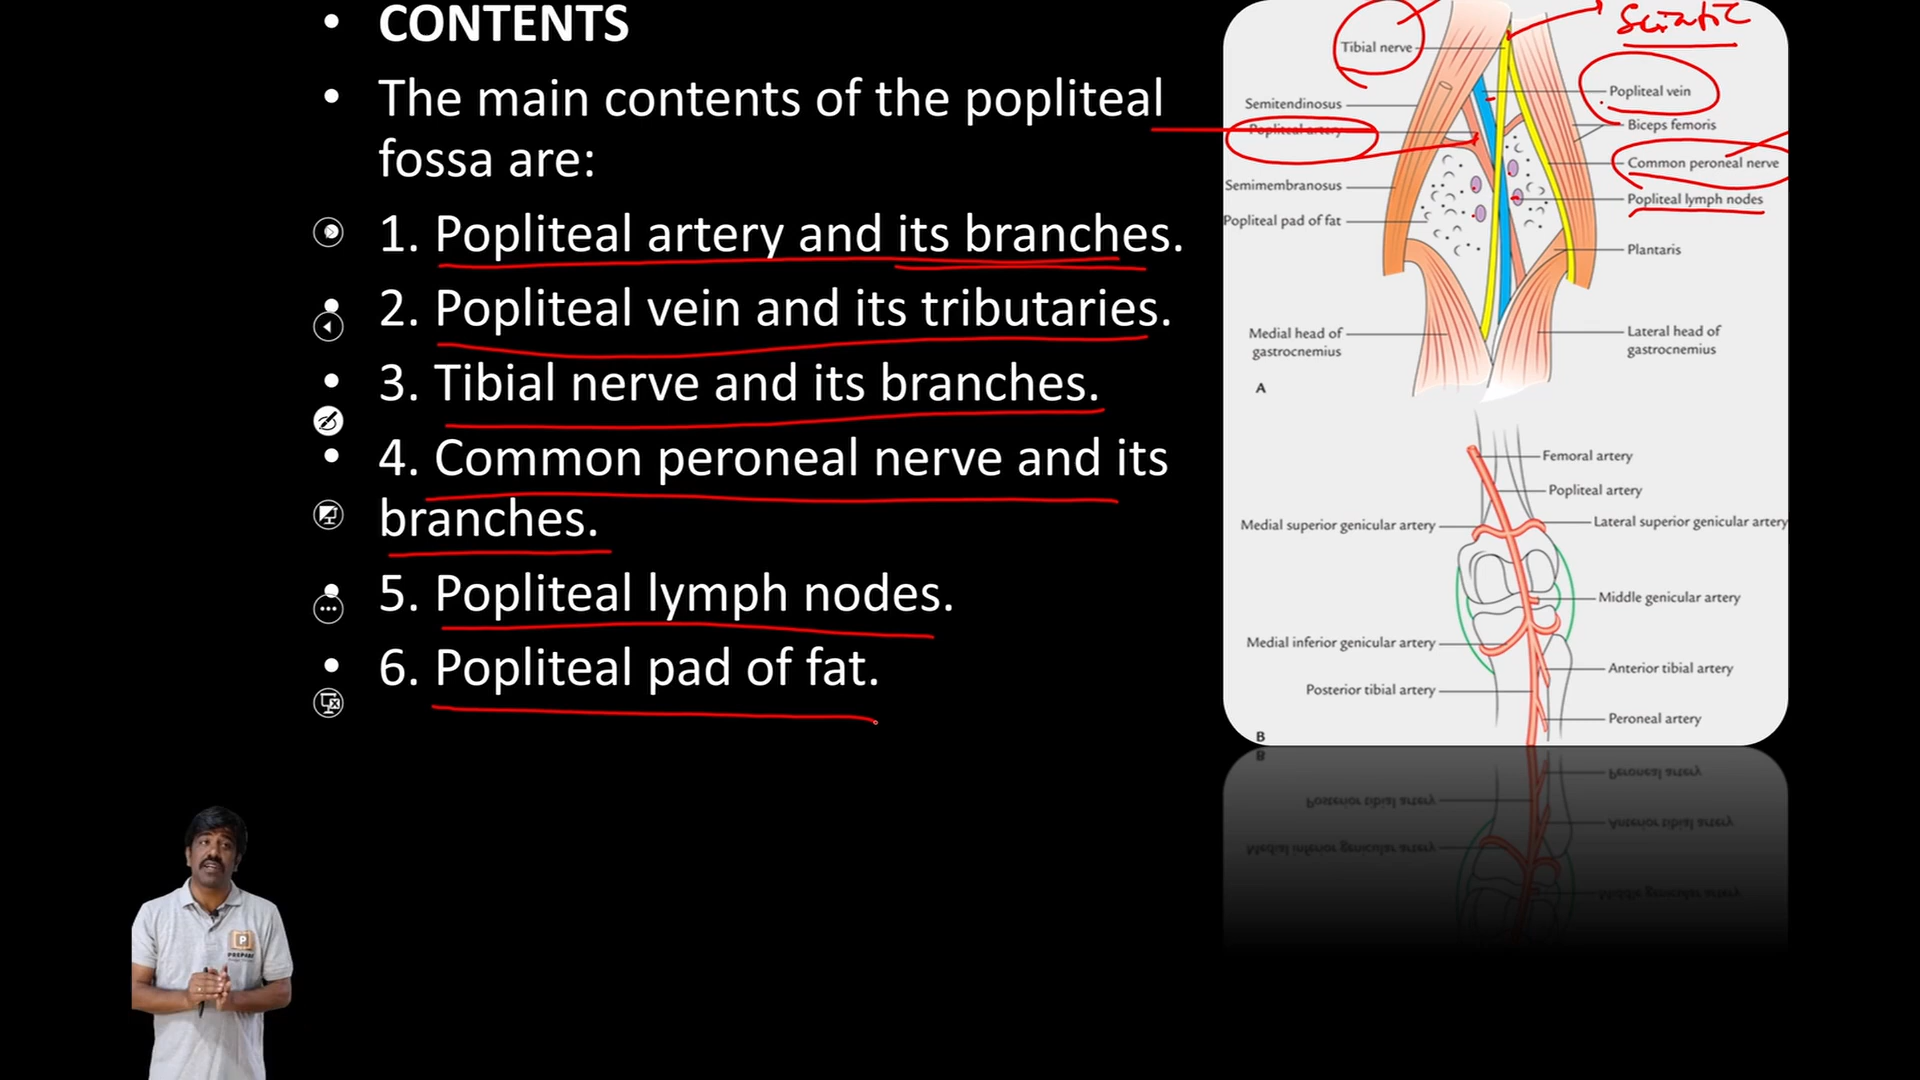 • CONTENTS
• The main contents of the popliteal
fossa are:
1. Popliteal artery and its branches.
• 2. Popliteal vein and its tributaries.
• 3. Tibial nerve and its branches.
• 4. Common peroneal nerve and its
branches.
• 5. Popliteal lymph nodes.
• 6. Popliteal pad of fat.
Sciatic
Tibial nerve
Popliteal vein
Semitendinosus
Biceps femoris
Popliteal artery
Common peroneal nerve
Semimembranosus
Popliteal lymph nodes
Popliteal pad of fat
Plantaris
Medial head of
gastrocnemius
Lateral head of
gastrocnemius
A
Femoral artery
Popliteal artery
Medial superior genicular artery
Lateral superior genicular artery
Middle genicular artery
Medial inferior genicular artery
Anterior tibial artery
Posterior tibial artery
Peroneal artery
B
P
PREPARE